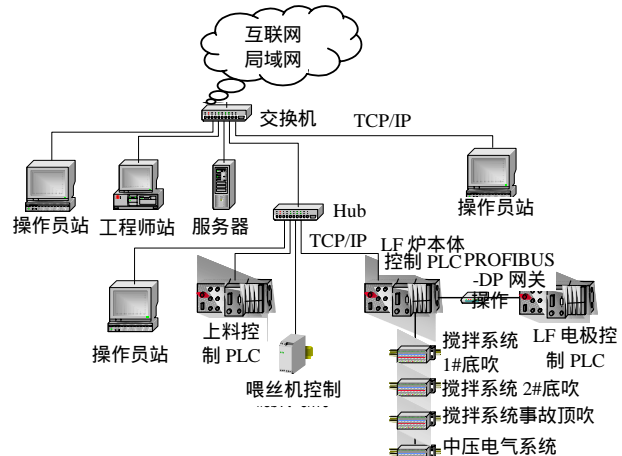 互联网
局域网
交换机
TCP/IP
操作员站
工程师站
服务器
操作员站
Hub
TCP/IP
LF 炉本体
控制 PLC
PROFIBUS
-DP 网关
操作
操作员站
上料控
制 PLC
喂丝机控制
LF 电极控
制 PLC
搅拌系统
1#底吹
搅拌系统 2#底吹
搅拌系统事故顶吹
中压电气系统